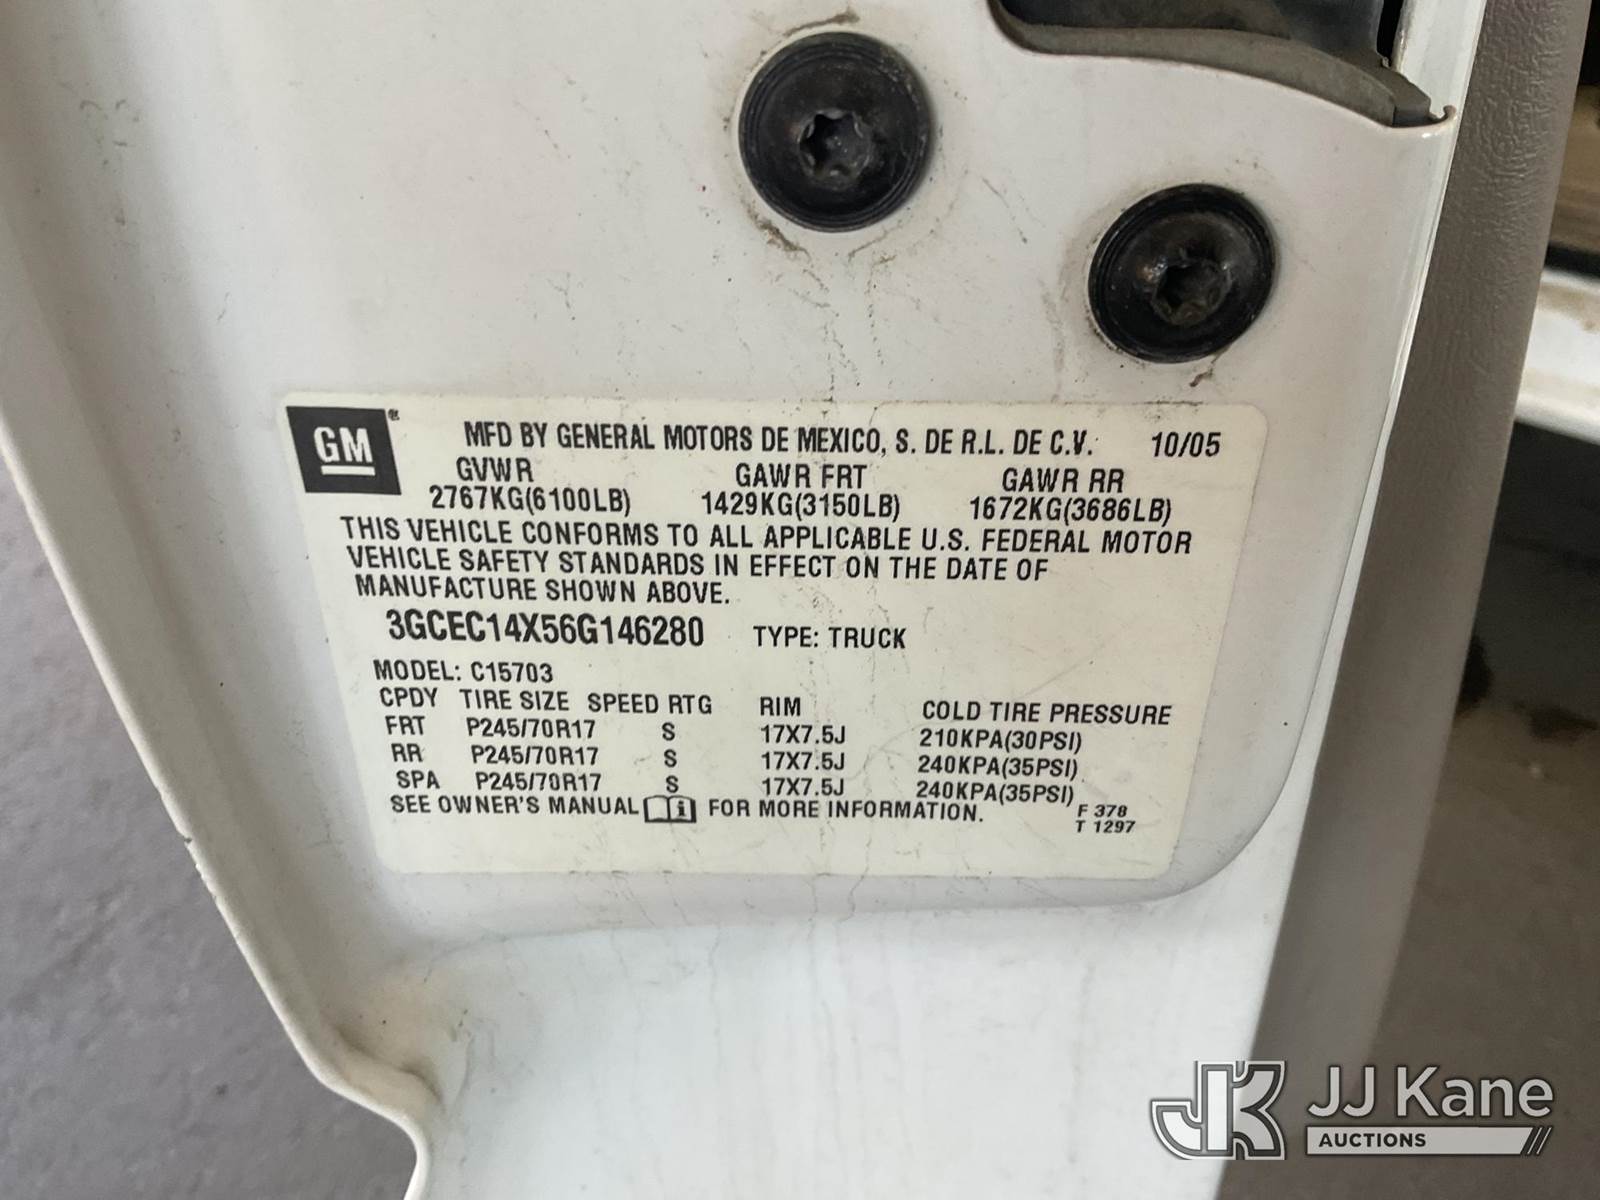 GM®
MFD BY GENERAL MOTORS DE MEXICO, S. DE R.L. DE C.V. 10/05
GVWR GAWR FRT GAWR RR
2767KG(6100LB) 1429KG(3150LB) 1672KG(3686LB)
THIS VEHICLE CONFORMS TO ALL APPLICABLE U.S. FEDERAL MOTOR
VEHICLE SAFETY STANDARDS IN EFFECT ON THE DATE OF
MANUFACTURE SHOWN ABOVE.
3GCEC14X56G146280 TYPE: TRUCK
MODEL: C15703
CPDY TIRE SIZE SPEED RTG RIM COLD TIRE PRESSURE
FRT P245/70R17 S 17X7.5J 210KPA(30PSI)
RR P245/70R17 S 17X7.5J 240KPA(35PSI)
SPA P245/70R17 S 17X7.5J 240KPA(35PSI)
SEE OWNER'S MANUAL i FOR MORE INFORMATION.
F 378
T 1297
JK JJ Kane
AUCTIONS